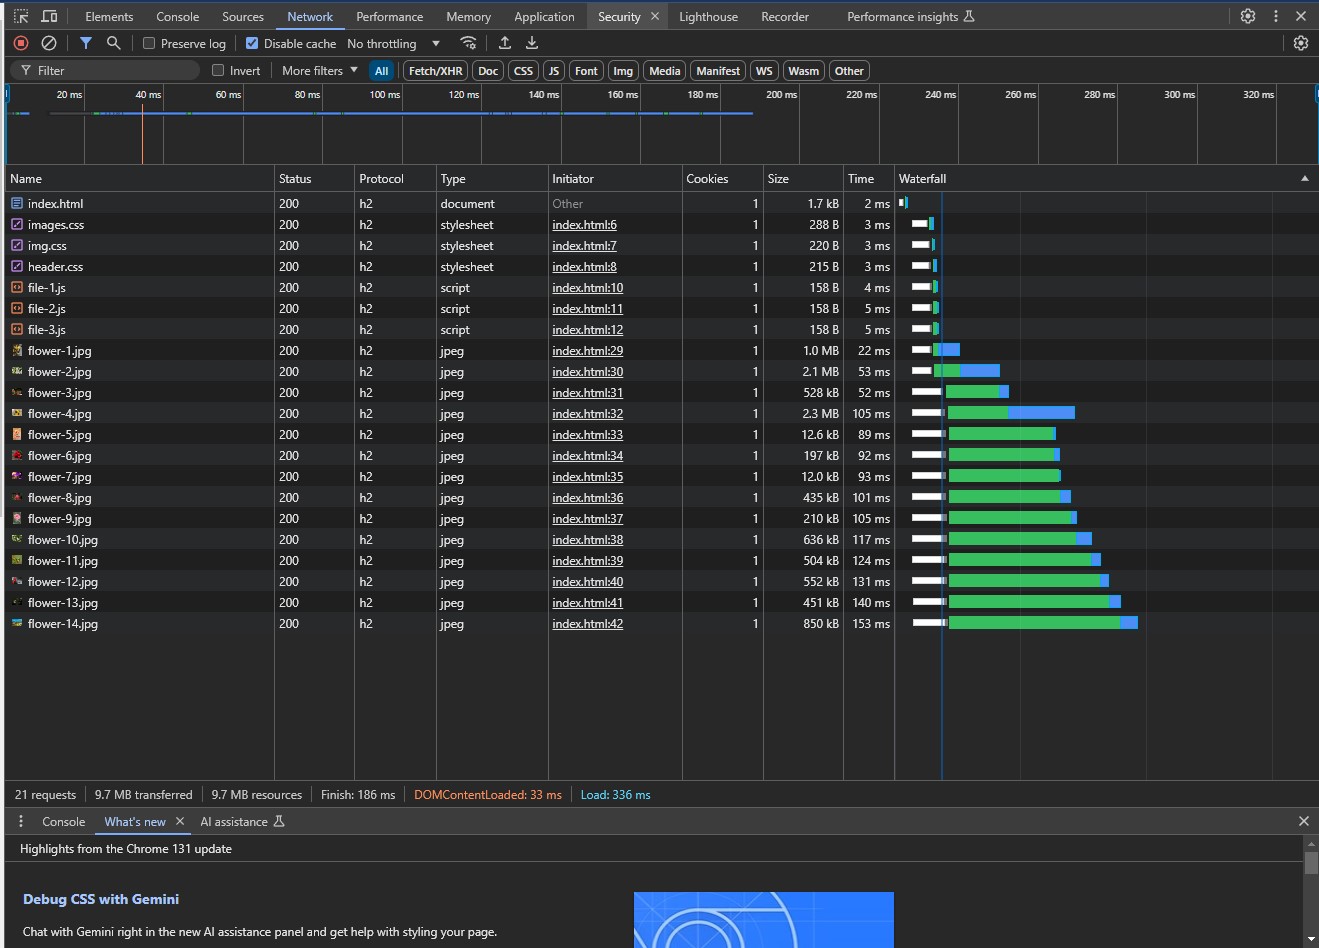 Elements Console Sources Network Performance Memory Application Security Lighthouse Recorder Performance insights
Preserve log Disable cache No throttling
Filter Invert More filters All Fetch/XHR Doc CSS JS Font Img Media Manifest WS Wasm Other
20 ms 40 ms 60 ms 80 ms 100 ms 120 ms 140 ms 160 ms 180 ms 200 ms 220 ms 240 ms 260 ms 280 ms 300 ms 320 ms
Name Status Protocol Type Initiator Cookies Size Time Waterfall
index.html 200 h2 document Other 1 1.7 kB 2 ms
images.css 200 h2 stylesheet index.html:6 1 288 B 3 ms
img.css 200 h2 stylesheet index.html:7 1 220 B 3 ms
header.css 200 h2 stylesheet index.html:8 1 215 B 3 ms
file-1.js 200 h2 script index.html:10 1 158 B 4 ms
file-2.js 200 h2 script index.html:11 1 158 B 5 ms
file-3.js 200 h2 script index.html:12 1 158 B 5 ms
flower-1.jpg 200 h2 jpeg index.html:29 1 1.0 MB 22 ms
flower-2.jpg 200 h2 jpeg index.html:30 1 2.1 MB 53 ms
flower-3.jpg 200 h2 jpeg index.html:31 1 528 kB 52 ms
flower-4.jpg 200 h2 jpeg index.html:32 1 2.3 MB 105 ms
flower-5.jpg 200 h2 jpeg index.html:33 1 12.6 kB 89 ms
flower-6.jpg 200 h2 jpeg index.html:34 1 197 kB 92 ms
flower-7.jpg 200 h2 jpeg index.html:35 1 12.0 kB 93 ms
flower-8.jpg 200 h2 jpeg index.html:36 1 435 kB 101 ms
flower-9.jpg 200 h2 jpeg index.html:37 1 210 kB 105 ms
flower-10.jpg 200 h2 jpeg index.html:38 1 636 kB 117 ms
flower-11.jpg 200 h2 jpeg index.html:39 1 504 kB 124 ms
flower-12.jpg 200 h2 jpeg index.html:40 1 552 kB 131 ms
flower-13.jpg 200 h2 jpeg index.html:41 1 451 kB 140 ms
flower-14.jpg 200 h2 jpeg index.html:42 1 850 kB 153 ms
21 requests 9.7 MB transferred 9.7 MB resources Finish: 186 ms DOMContentLoaded: 33 ms Load: 336 ms
Console What's new AI assistance
Highlights from the Chrome 131 update
Debug CSS with Gemini
Chat with Gemini right in the new AI assistance panel and get help with styling your page.